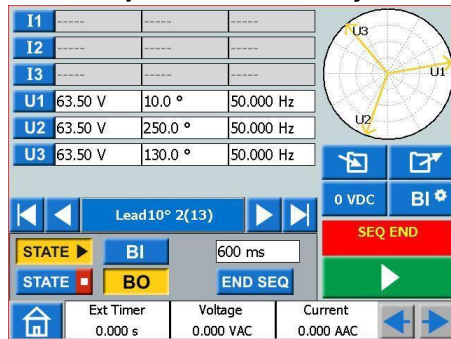 I1 ----- ----- -----
I2 ----- ----- -----
I3 ----- ----- -----
U1 63.50 V 10.0 ° 50.000 Hz
U2 63.50 V 250.0 ° 50.000 Hz
U3 63.50 V 130.0 ° 50.000 Hz
U3
U1
U2
0 VDC BI
Lead10° 2(13)
SEQ END
STATE BI 600 ms
STATE BO END SEQ
Ext Timer Voltage Current
0.000 s 0.000 VAC 0.000 AAC